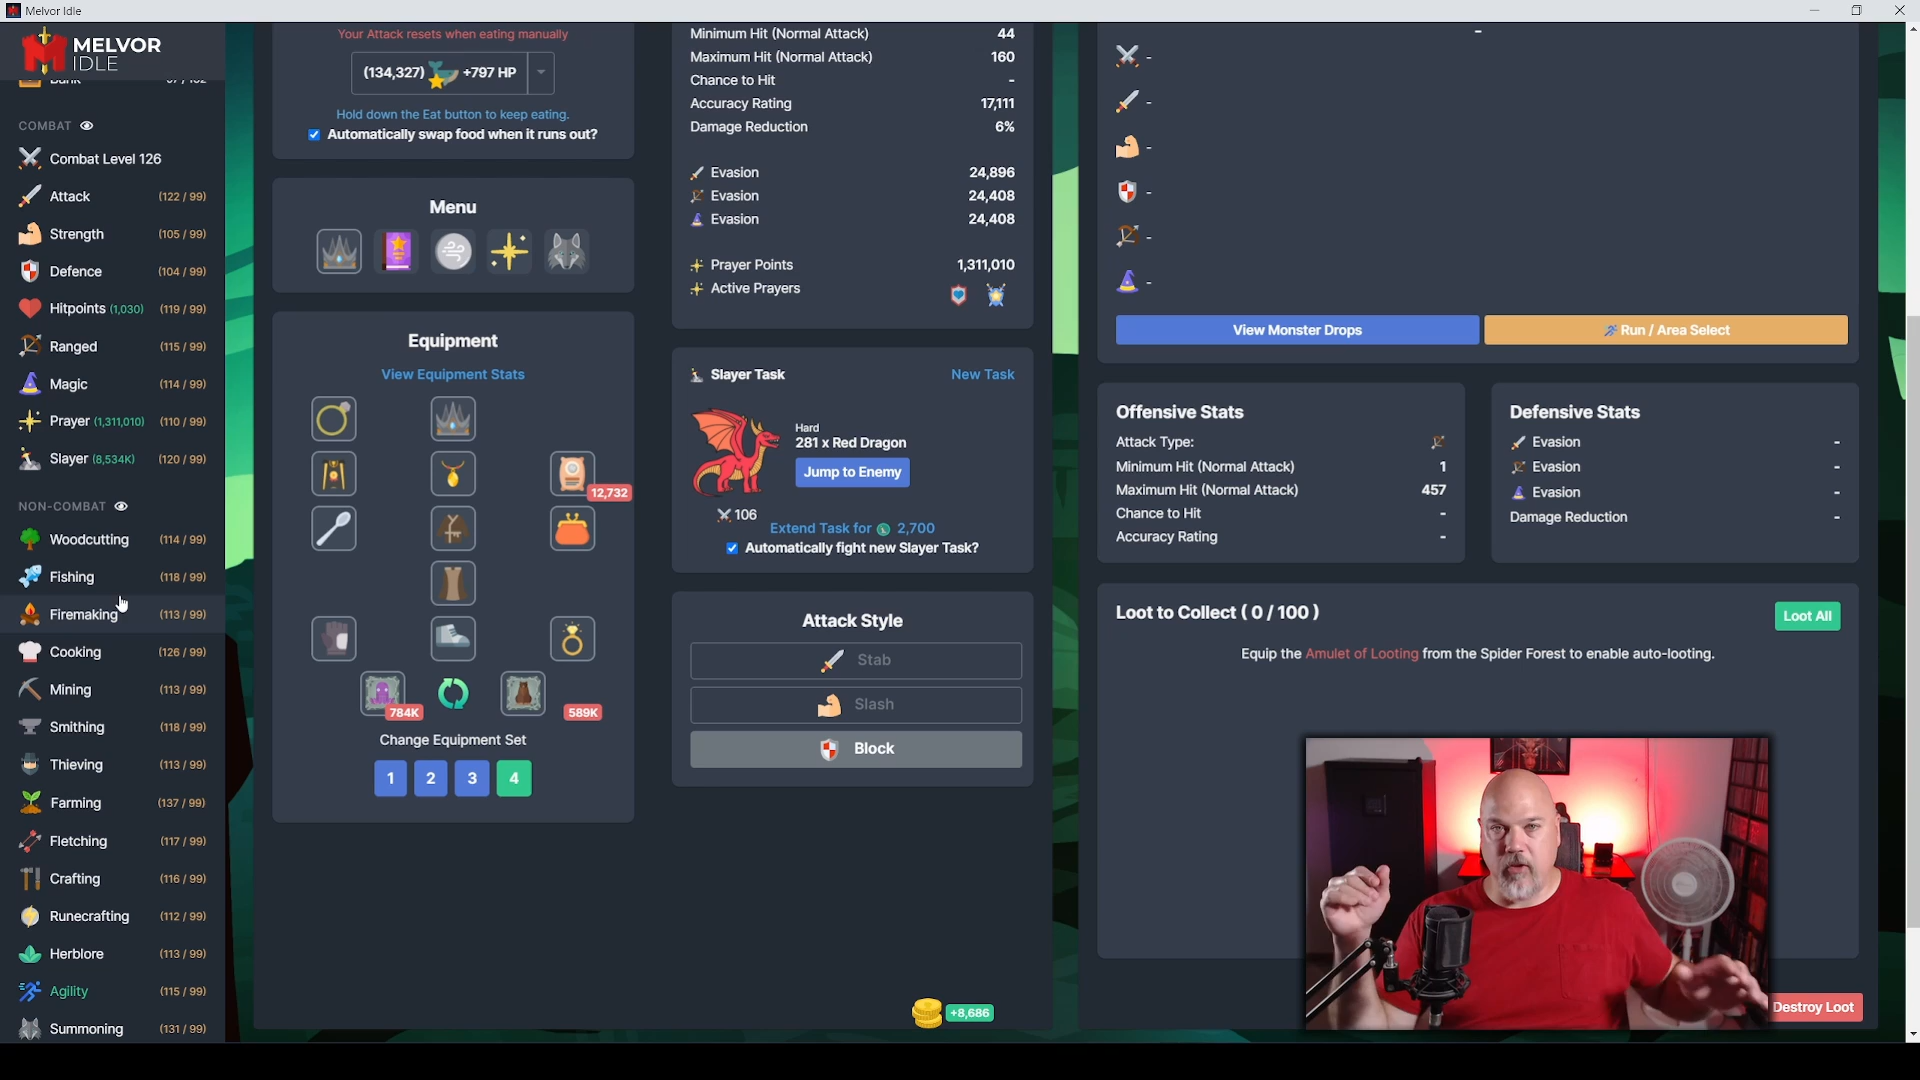 Melvor Idle
MELVOR
IDLE
COMBAT
Combat Level 126
Attack (122 / 99)
Strength (105 / 99)
Defence (104 / 99)
Hitpoints (1,030) (119 / 99)
Ranged (115 / 99)
Magic (114 / 99)
Prayer (1,311,010) (110 / 99)
Slayer (8,534K) (120 / 99)
NON-COMBAT
Woodcutting (114 / 99)
Fishing (118 / 99)
Firemaking (113 / 99)
Cooking (126 / 99)
Mining (113 / 99)
Smithing (118 / 99)
Thieving (113 / 99)
Farming (137 / 99)
Fletching (117 / 99)
Crafting (116 / 99)
Runecrafting (112 / 99)
Herblore (113 / 99)
Agility (115 / 99)
Summoning (131 / 99)
Your Attack resets when eating manually
(134,327) +797 HP
Hold down the Eat button to keep eating.
Automatically swap food when it runs out?
Menu
Equipment
View Equipment Stats
12,732
784K
589K
Change Equipment Set
1 2 3 4
Minimum Hit (Normal Attack) 44
Maximum Hit (Normal Attack) 160
Chance to Hit -
Accuracy Rating 17,111
Damage Reduction 6%
Evasion 24,896
Evasion 24,408
Evasion 24,408
Prayer Points 1,311,010
Active Prayers
Slayer Task New Task
Hard
281 x Red Dragon
Jump to Enemy
106
Extend Task for 2,700
Automatically fight new Slayer Task?
Attack Style
Stab
Slash
Block
+8,686
-
-
-
-
-
-
-
View Monster Drops Run / Area Select
Offensive Stats
Attack Type:
Minimum Hit (Normal Attack) 1
Maximum Hit (Normal Attack) 457
Chance to Hit -
Accuracy Rating -
Defensive Stats
Evasion -
Evasion -
Evasion -
Damage Reduction -
Loot to Collect ( 0 / 100 )
Loot All
Equip the Amulet of Looting from the Spider Forest to enable auto-looting.
Destroy Loot